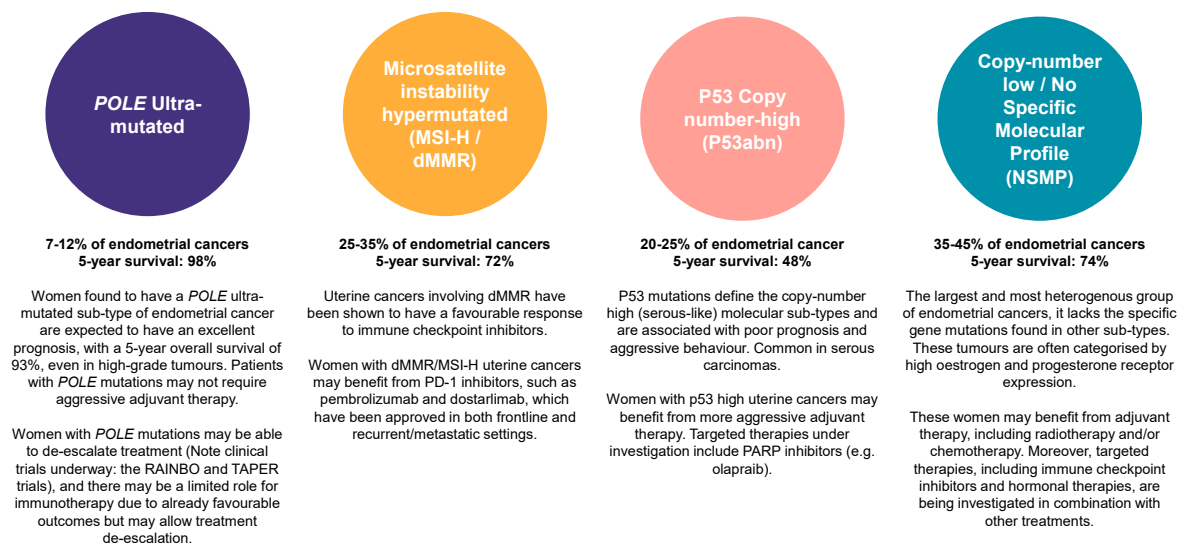 POLE Ultra-
mutated
7-12% of endometrial cancers
5-year survival: 98%
Women found to have a POLE ultra-
mutated sub-type of endometrial cancer
are expected to have an excellent
prognosis, with a 5-year overall survival of
93%, even in high-grade tumours. Patients
with POLE mutations may not require
aggressive adjuvant therapy.
Women with POLE mutations may be able
to de-escalate treatment (Note clinical
trials underway: the RAINBO and TAPER
trials), and there may be a limited role for
immunotherapy due to already favourable
outcomes but may allow treatment
de-escalation.
Microsatellite
instability
hypermutated
(MSI-H /
dMMR)
25-35% of endometrial cancers
5-year survival: 72%
Uterine cancers involving dMMR have
been shown to have a favourable response
to immune checkpoint inhibitors.
Women with dMMR/MSI-H uterine cancers
may benefit from PD-1 inhibitors, such as
pembrolizumab and dostarlimab, which
have been approved in both frontline and
recurrent/metastatic settings.
P53 Copy
number-high
(P53abn)
20-25% of endometrial cancer
5-year survival: 48%
P53 mutations define the copy-number
high (serous-like) molecular sub-types and
are associated with poor prognosis and
aggressive behaviour. Common in serous
carcinomas.
Women with p53 high uterine cancers may
benefit from more aggressive adjuvant
therapy. Targeted therapies under
investigation include PARP inhibitors (e.g.
olapraib).
Copy-number
low / No
Specific
Molecular
Profile
(NSMP)
35-45% of endometrial cancers
5-year survival: 74%
The largest and most heterogenous group
of endometrial cancers, it lacks the specific
gene mutations found in other sub-types.
These tumours are often categorised by
high oestrogen and progesterone receptor
expression.
These women may benefit from adjuvant
therapy, including radiotherapy and/or
chemotherapy. Moreover, targeted
therapies, including immune checkpoint
inhibitors and hormonal therapies, are
being investigated in combination with
other treatments.